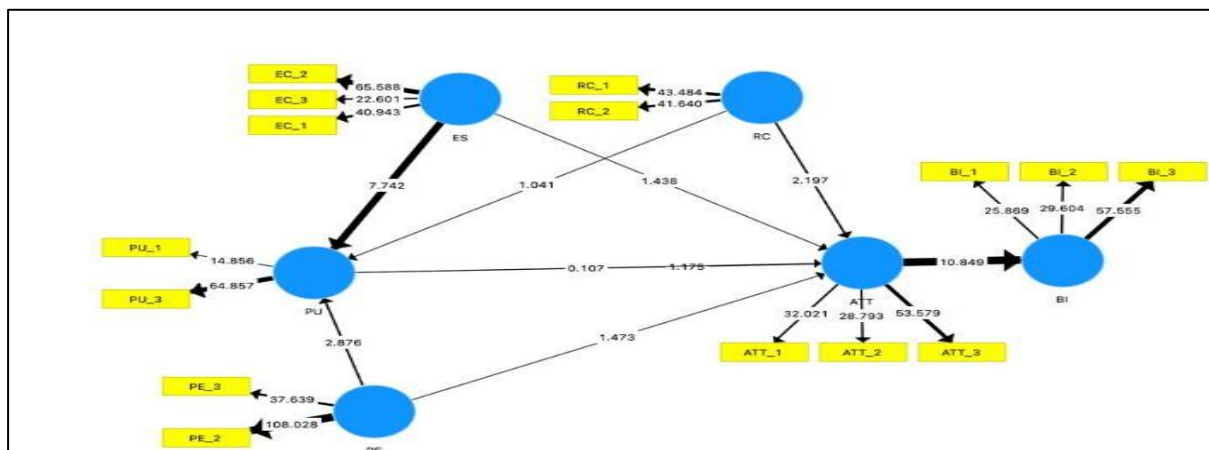 EC_2
65.588
EC_3
22.601
EC_1
40.943
ES
RC_1
43.484
RC_2
41.640
RC
7.742
1.041
1.438
2.197
BI_1
BI_2
BI_3
25.869
29.604
57.555
PU_1
14.856
PU_3
64.857
PU
0.107
1.175
ATT
10.849
BI
32.021
28.793
53.579
ATT_1
ATT_2
ATT_3
2.876
1.473
PE_3
37.639
PE_2
108.028